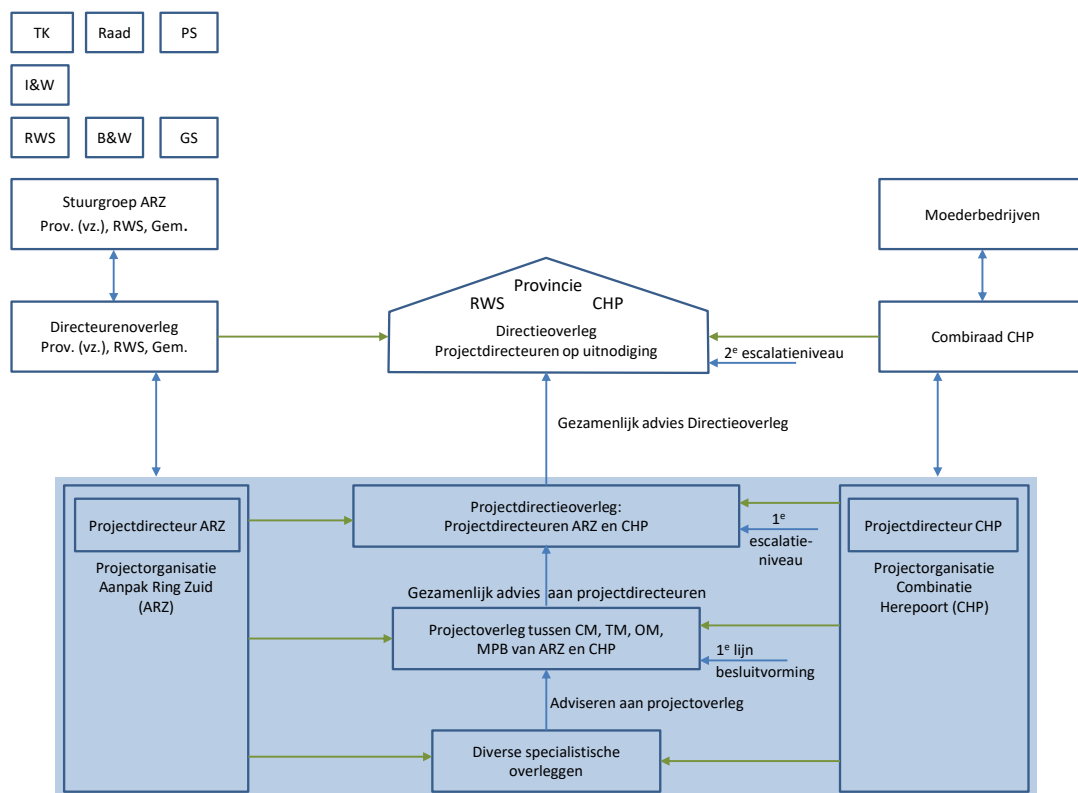 TK
Raad
PS
I&W
RWS
B&W
GS
Stuurgroep ARZ
Prov. (vz.), RWS, Gem.
Moederbedrijven
Provincie
RWS
CHP
Directeurenoverleg
Prov. (vz.), RWS, Gem.
Directieoverleg
Projectdirecteuren op uitnodiging
Combiraad CHP
2e escalatieniveau
Gezamenlijk advies Directieoverleg
Projectdirecteur ARZ
Projectdirectieoverleg:
Projectdirecteuren ARZ en CHP
1e
escalatie-
niveau
Projectdirecteur CHP
Projectorganisatie
Aanpak Ring Zuid
(ARZ)
Projectorganisatie
Combinatie
Herepoort (CHP)
Gezamenlijk advies aan projectdirecteuren
Projectoverleg tussen CM, TM, OM,
MPB van ARZ en CHP
1e lijn
besluitvorming
Adviseren aan projectoverleg
Diverse specialistische
overleggen